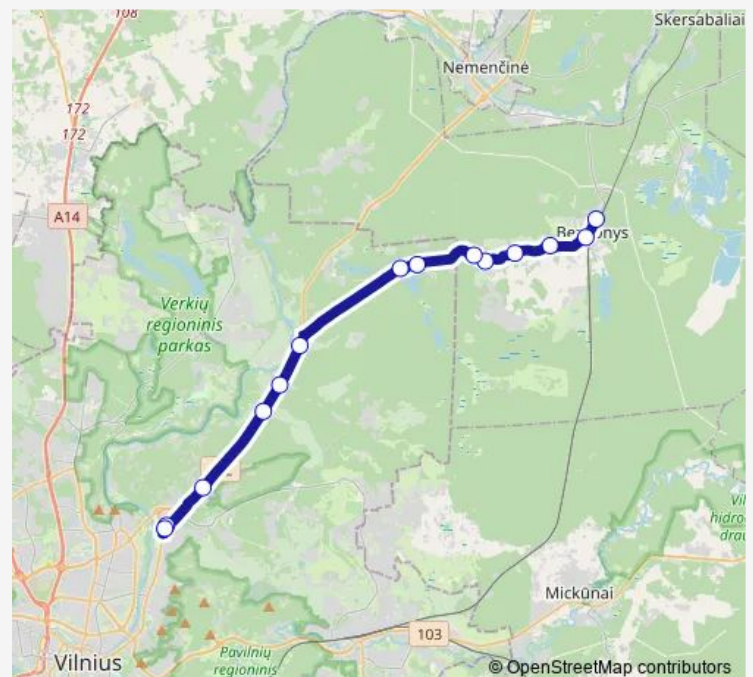 108
Skersabaliai
Nemenčinė
172
172
A14
Verkių
regioninis
parkas
Mickūnai
103
Vilnius
Pavilnių
regioninis
© OpenStreetMap contributors